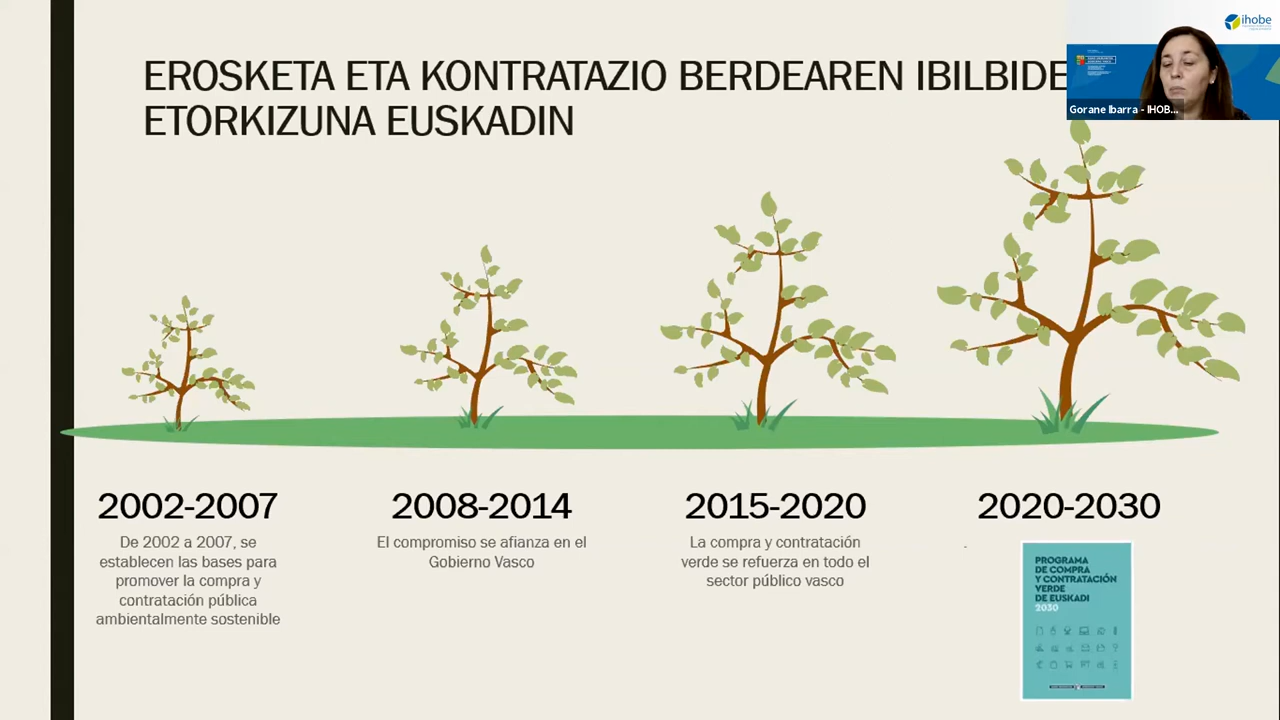 EROSKETA ETA KONTRATAZIO BERDEAREN IBILBIDE
ETORKIZUNA EUSKADIN
ihobe
Gorane Ibarra - IHOB...
2002-2007
De 2002 a 2007, se
establecen las bases para
promover la compra y
contratación pública
ambientalmente sostenible
2008-2014
El compromiso se afianza en el
Gobierno Vasco
2015-2020
La compra y contratación
verde se refuerza en todo el
sector público vasco
2020-2030
PROGRAMA
DE COMPRA
Y CONTRATACIÓN
VERDE
DE EUSKADI
2030